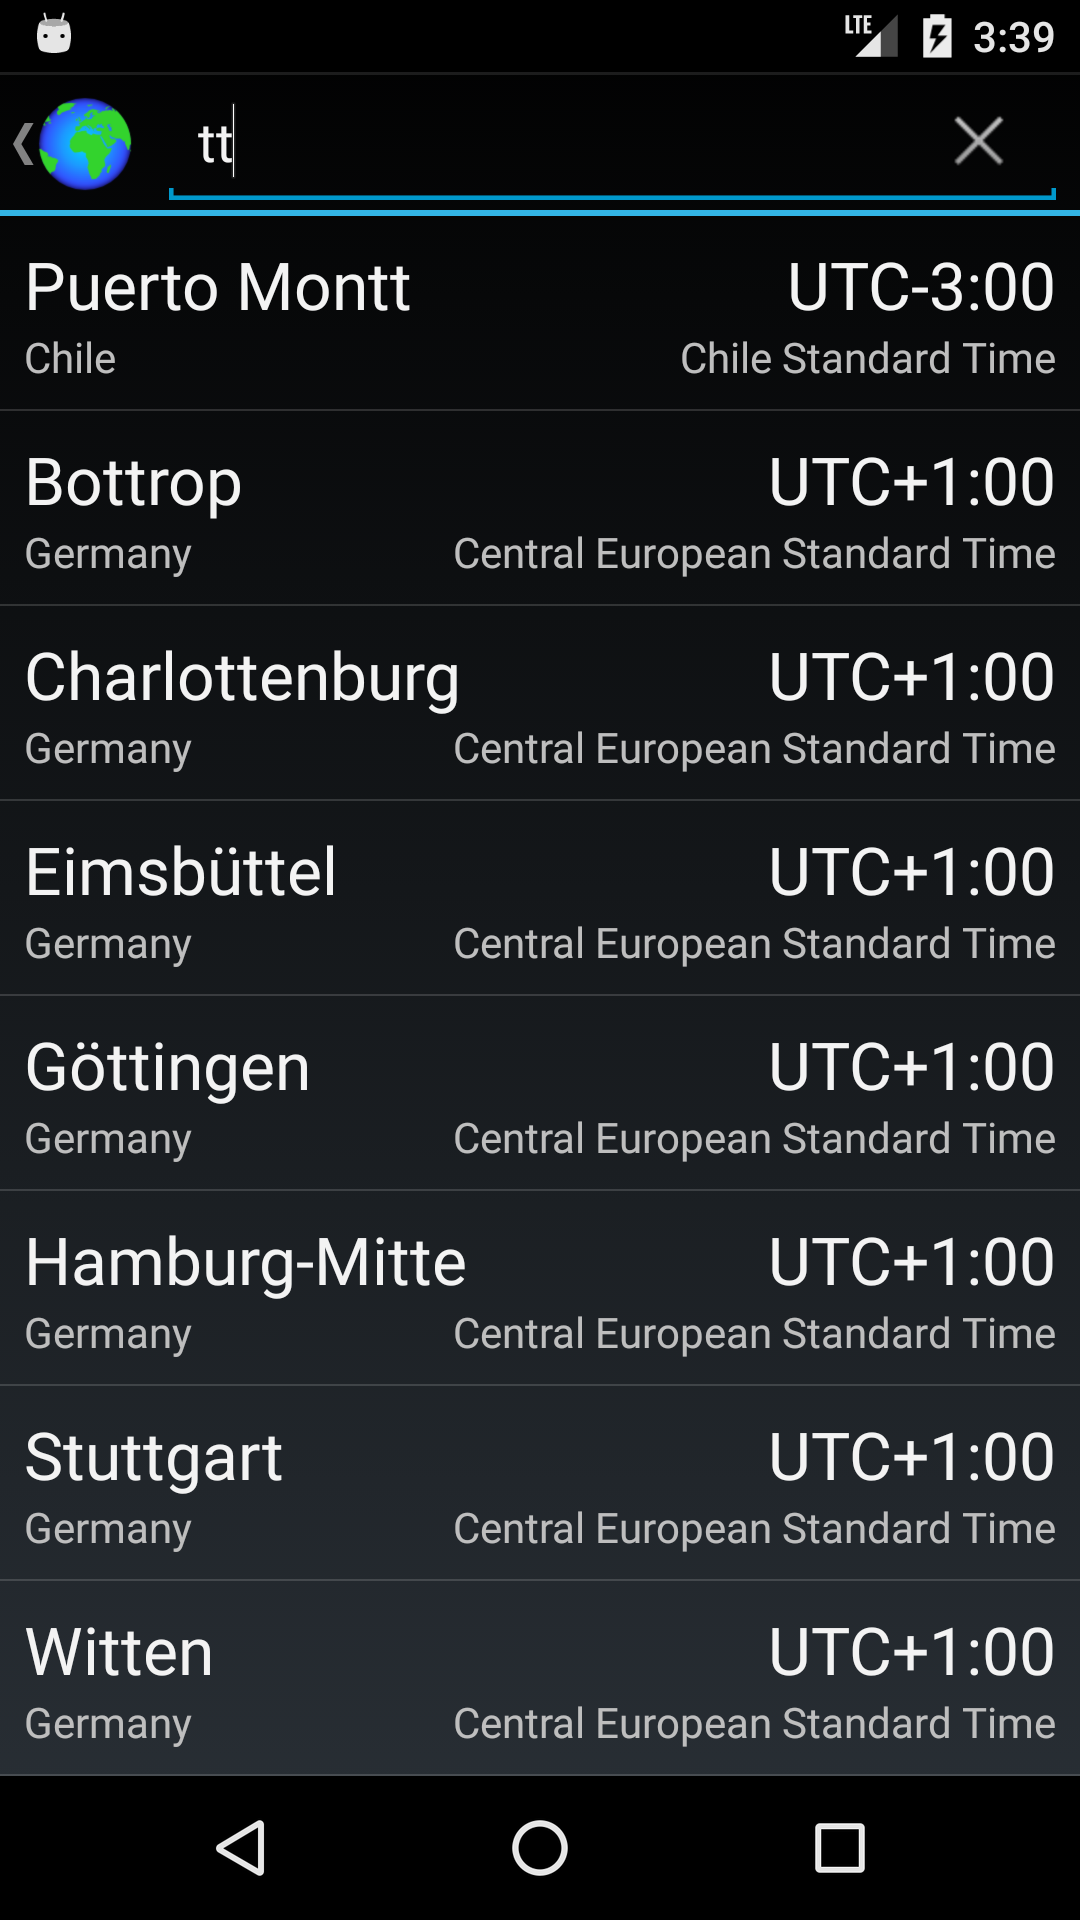 LTE 3:39
tt
Puerto Montt UTC-3:00
Chile Chile Standard Time
Bottrop UTC+1:00
Germany Central European Standard Time
Charlottenburg UTC+1:00
Germany Central European Standard Time
Eimsbüttel UTC+1:00
Germany Central European Standard Time
Göttingen UTC+1:00
Germany Central European Standard Time
Hamburg-Mitte UTC+1:00
Germany Central European Standard Time
Stuttgart UTC+1:00
Germany Central European Standard Time
Witten UTC+1:00
Germany Central European Standard Time